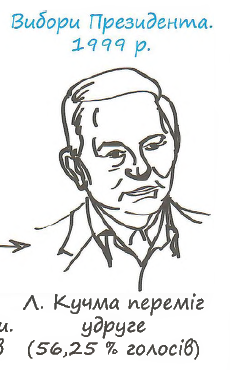 Вибори Президента.
1999 р.
Л. Кучма переміг
удруге
(56,25 % голосів)